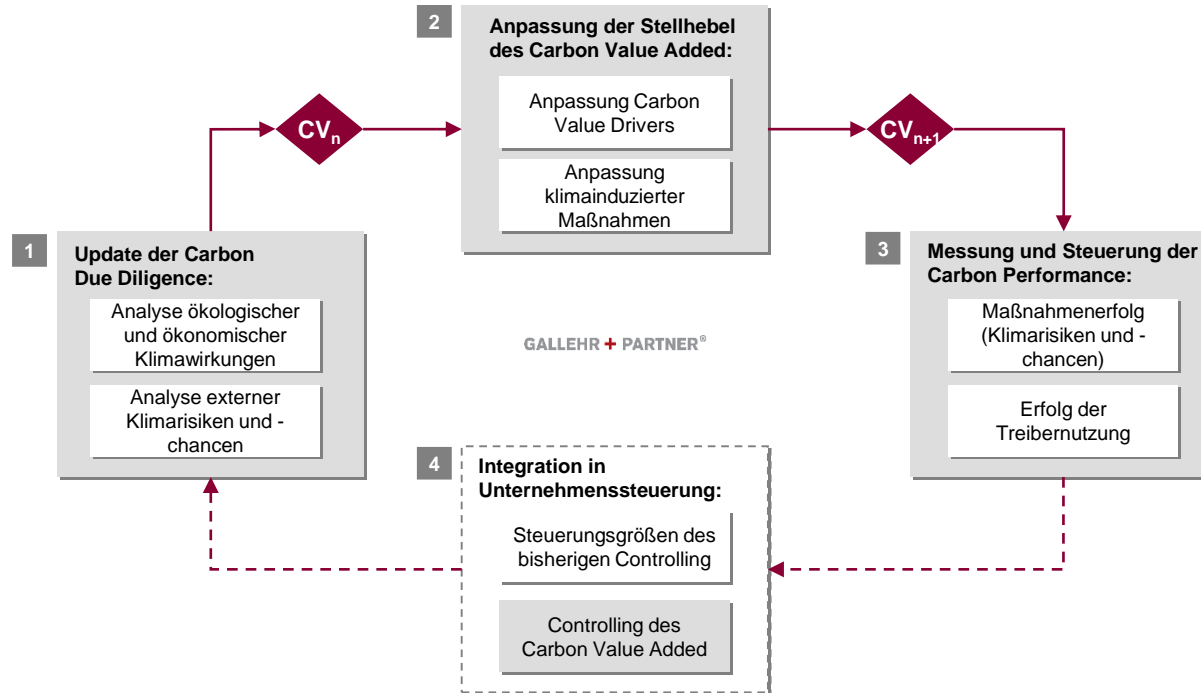 2
Anpassung der Stellhebel
des Carbon Value Added:
Anpassung Carbon
Value Drivers
Anpassung
klimainduzierter
Maßnahmen
CVn
CVn+1
1
Update der Carbon
Due Diligence:
Analyse ökologischer
und ökonomischer
Klimawirkungen
Analyse externer
Klimarisiken und -
chancen
3
Messung und Steuerung der
Carbon Performance:
Maßnahmenerfolg
(Klimarisiken und -
chancen)
Erfolg der
Treibernutzung
GALLEHR + PARTNER®
4
Integration in
Unternehmenssteuerung:
Steuerungsgrößen des
bisherigen Controlling
Controlling des
Carbon Value Added